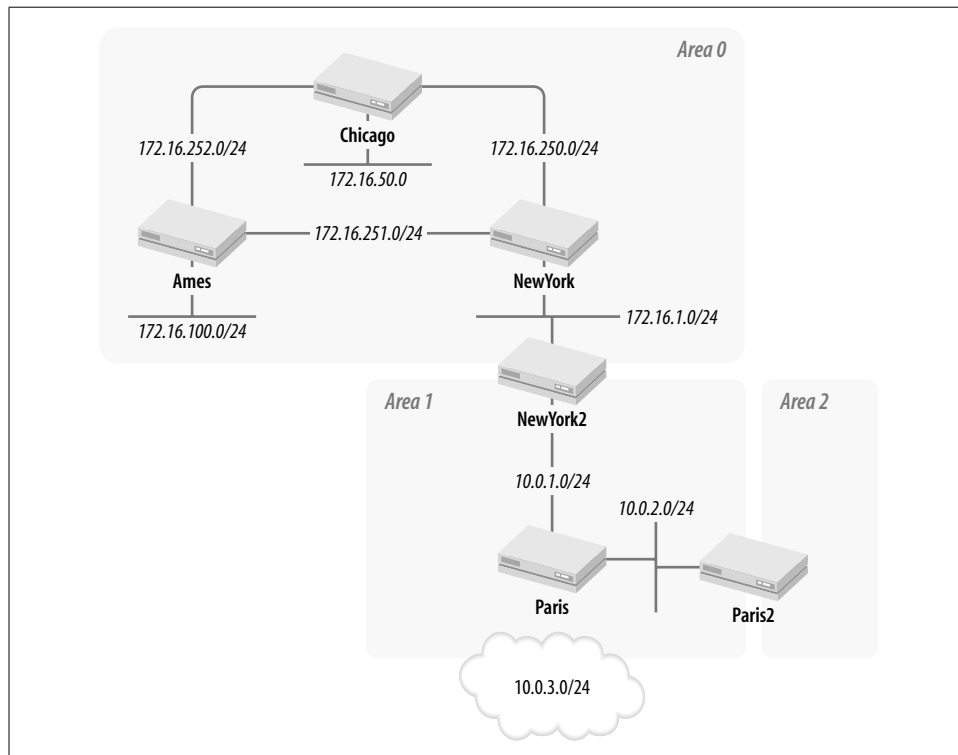 Area 0
Chicago
172.16.252.0/24
172.16.250.0/24
172.16.50.0
172.16.251.0/24
Ames
NewYork
172.16.100.0/24
172.16.1.0/24
Area 1
Area 2
NewYork2
10.0.1.0/24
10.0.2.0/24
Paris
Paris2
10.0.3.0/24